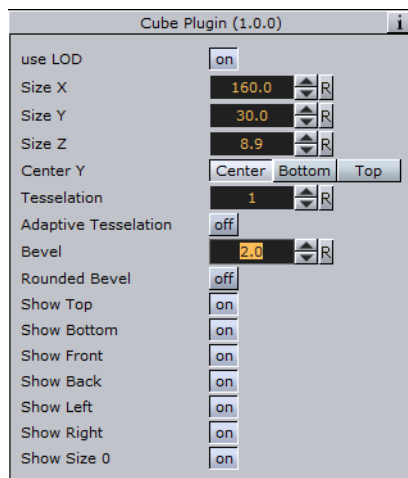 Cube Plugin (1.0.0) i
use LOD on
Size X 160.0 R
Size Y 30.0 R
Size Z 8.9 R
Center Y Center Bottom Top
Tesselation 1 R
Adaptive Tesselation off
Bevel 2.0 R
Rounded Bevel off
Show Top on
Show Bottom on
Show Front on
Show Back on
Show Left on
Show Right on
Show Size 0 on